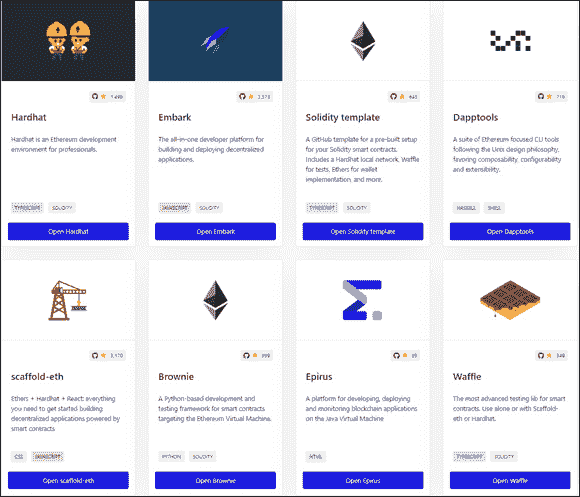 Hardhat
Hardhat is an Ethereum development
environment for professionals.
TYPESCRIPT SOLIDITY
Open Hardhat
Embark
The all-in-one developer platform for
building and deploying decentralized
applications.
JAVASCRIPT SOLIDITY
Open Embark
Solidity template
A GitHub template for a pre-built setup
for your Solidity smart contracts.
Includes a Hardhat local network, Waffle
for tests, Ethers for wallet
implementation, and more.
TYPESCRIPT SOLIDITY
Open Solidity template
Dapptools
A suite of Ethereum focused CLI tools
following the Unix design philosophy,
favoring composability, configurability
and extensibility.
HASKELL SHELL
Open Dapptools
scaffold-eth
Ethers + Hardhat + React: everything
you need to get started building
decentralized applications powered by
smart contracts
CSS JAVASCRIPT
Open scaffold-eth
Brownie
A Python-based development and
testing framework for smart contracts
targeting the Ethereum Virtual Machine.
PYTHON SOLIDITY
Open Brownie
Epirus
A platform for developing, deploying
and monitoring blockchain applications
on the Java Virtual Machine
HTML
Open Epirus
Waffle
The most advanced testing lib for smart
contracts. Use alone or with Scaffold-
eth or Hardhat.
TYPESCRIPT SOLIDITY
Open Waffle